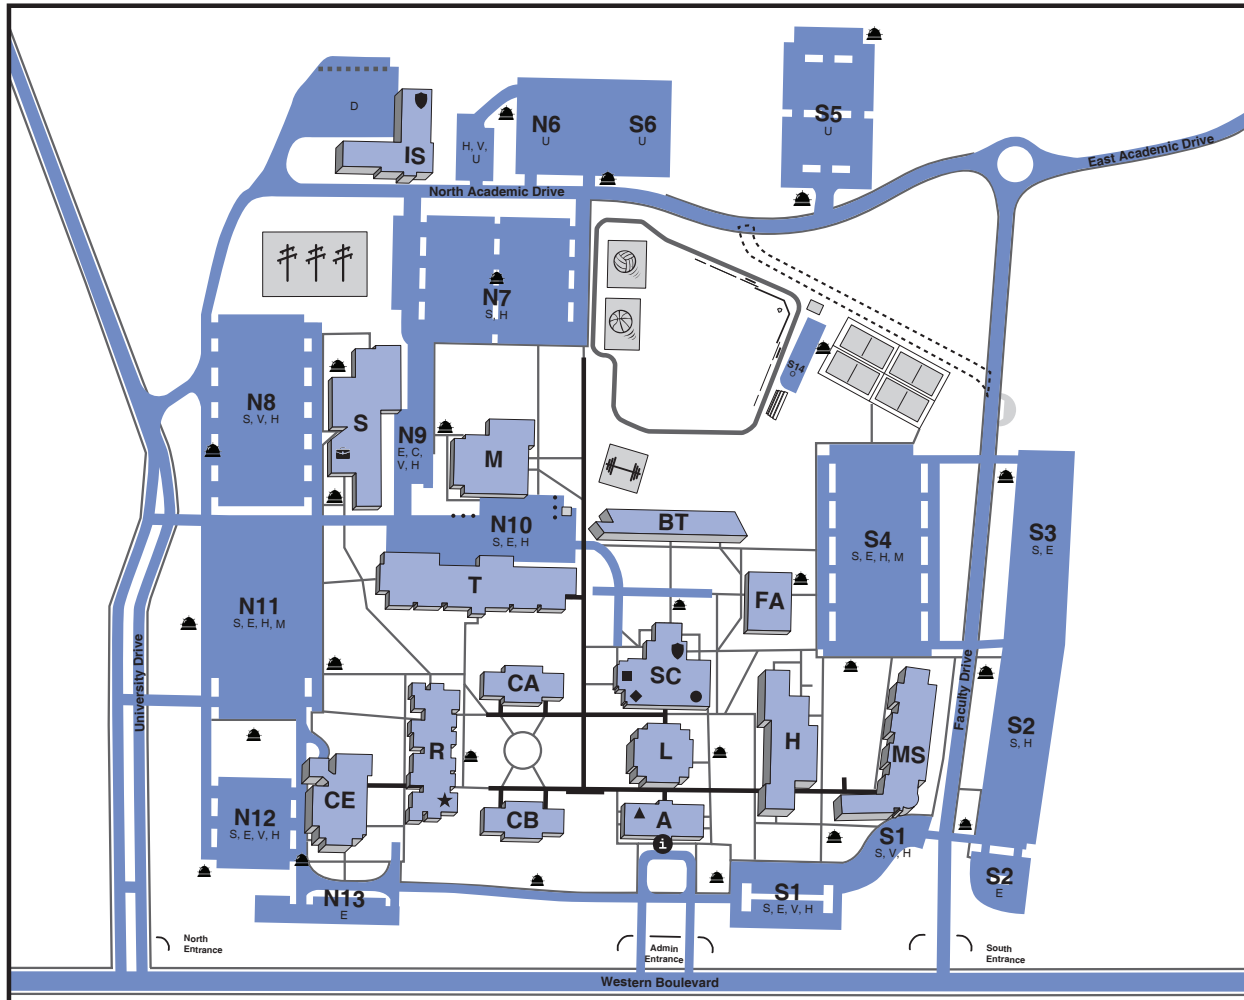 S5
U
D
N6
U
S6
U
H, V,
U
IS
East Academic Drive
North Academic Drive
N7
S, H
S14
O
N8
S, V, H
S
N9
E, C,
V, H
M
N10
S, E, H
BT
S4
S, E, H, M
S3
S, E
T
FA
N11
S, E, H, M
University Drive
CA
SC
Faculty Drive
S2
S, H
R
L
H
MS
CE
CB
A
i
N12
S, E, V, H
S1
S, V, H
S2
E
N13
E
S1
S, E, V, H
North
Entrance
Admin
Entrance
South
Entrance
Western Boulevard